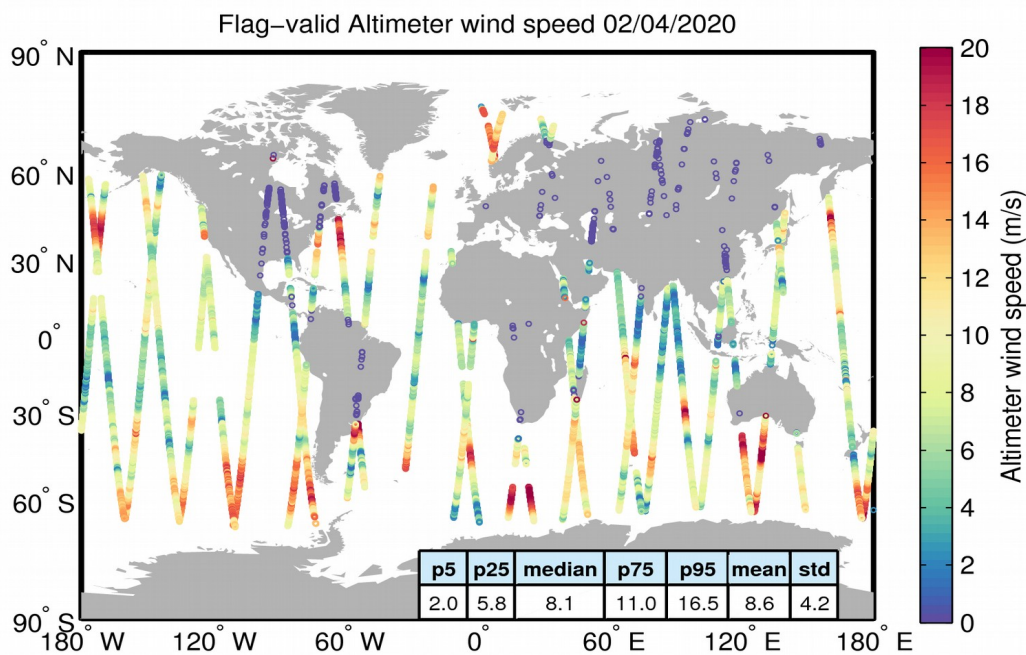 Flag−valid Altimeter wind speed 02/04/2020
90° N
60° N
30° N
0°
30° S
60° S
90° S
180° W
120° W
60° W
0°
60° E
120° E
180° E
p5 p25 median p75 p95 mean std
2.0 5.8 8.1 11.0 16.5 8.6 4.2
20
18
16
14
12
10
8
6
4
2
0
Altimeter wind speed (m/s)